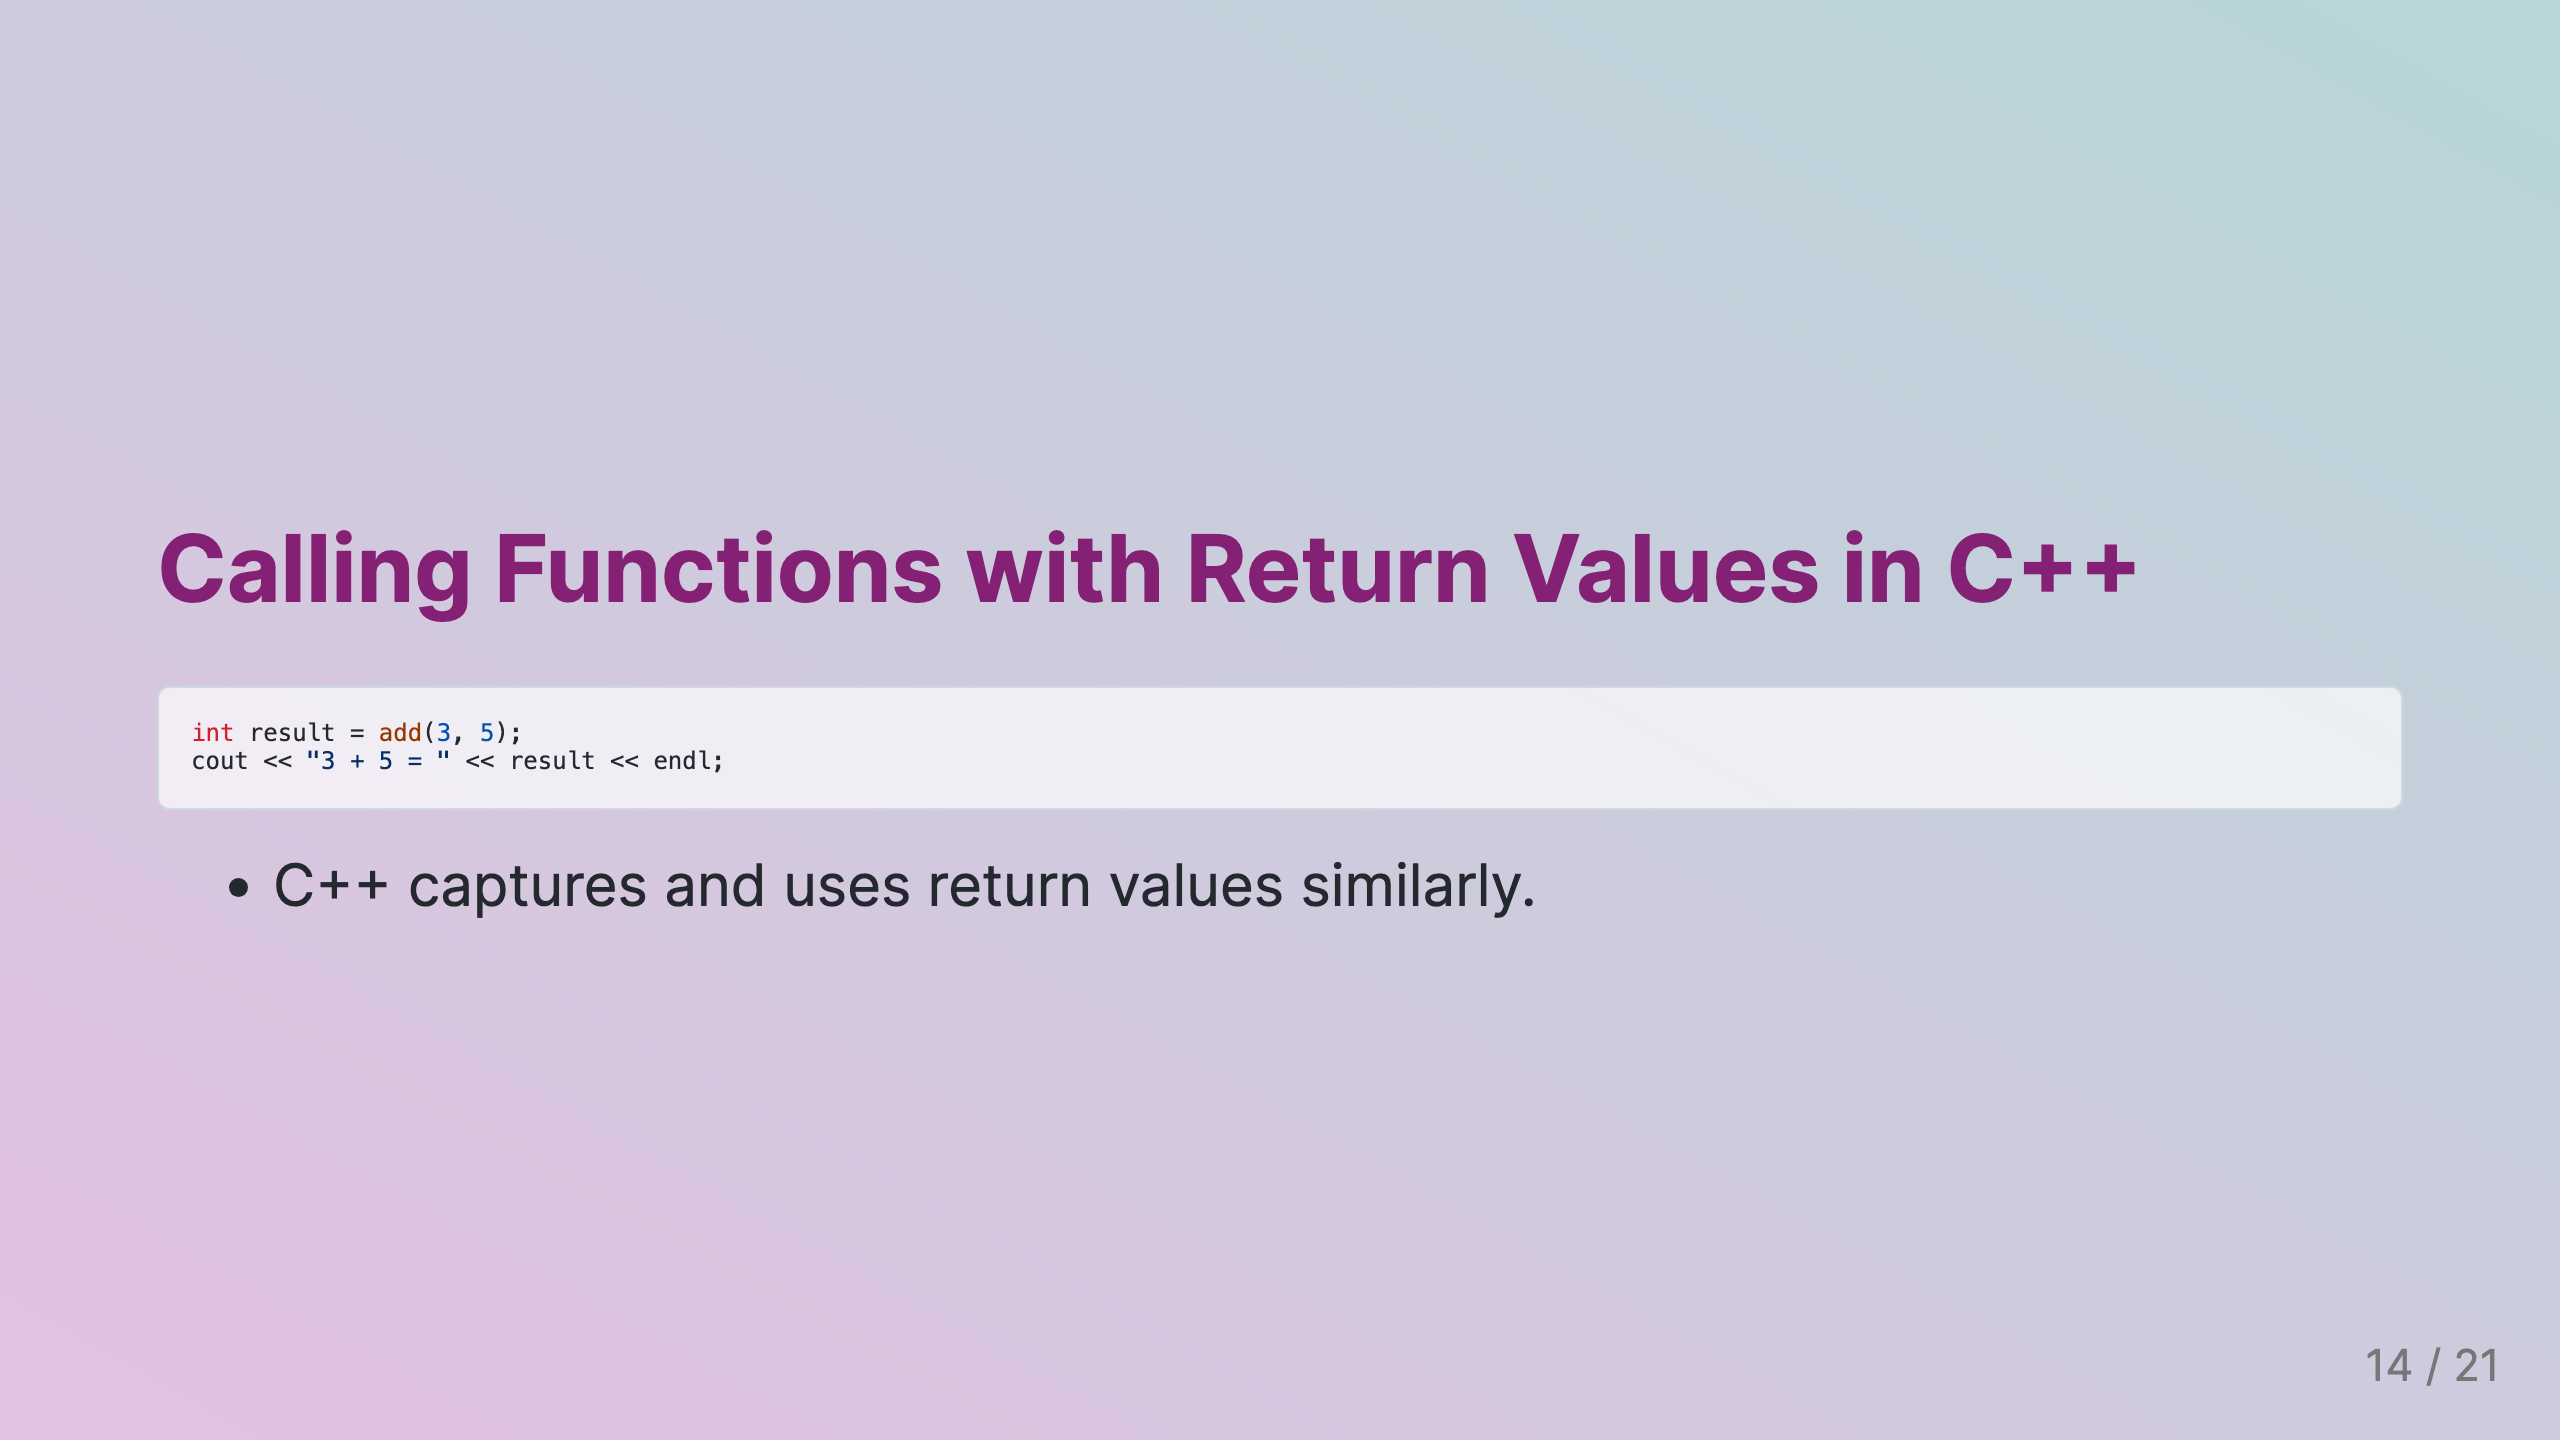 Calling Functions with Return Values in C++
int result = add(3, 5);
cout << "3 + 5 = " << result << endl;
• C++ captures and uses return values similarly.
14 / 21